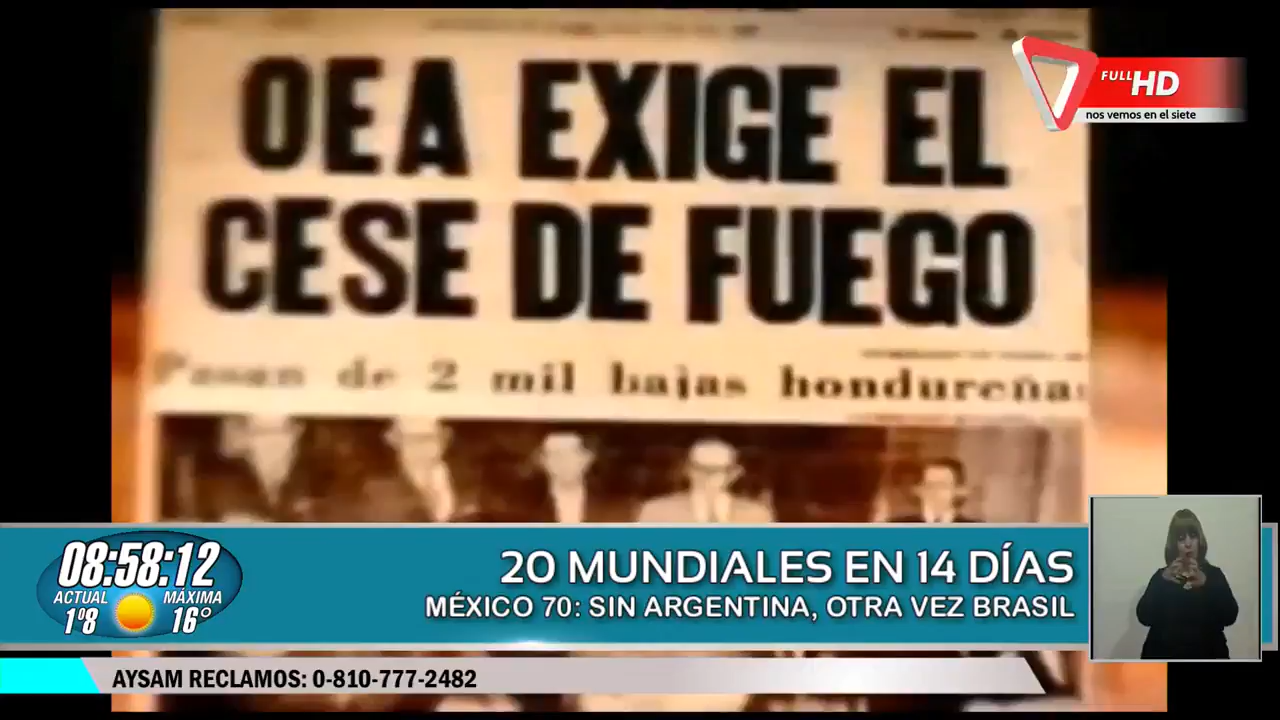 OEA EXIGE EL
CESE DE FUEGO
Pasan de 2 mil bajas hondureñas
FULL HD
nos vemos en el siete
08:58:12
ACTUAL MÁXIMA
1º8 16°
20 MUNDIALES EN 14 DÍAS
MÉXICO 70: SIN ARGENTINA, OTRA VEZ BRASIL
AYSAM RECLAMOS: 0-810-777-2482